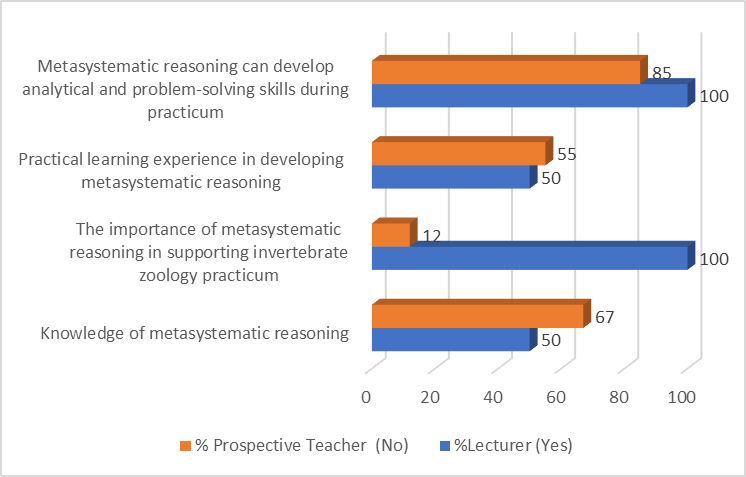 Metasystematic reasoning can develop
analytical and problem-solving skills during
practicum
85
100
Practical learning experience in developing
metasystematic reasoning
55
50
The importance of metasystematic
reasoning in supporting invertebrate
zoology practicum
12
100
Knowledge of metasystematic reasoning
67
50
0 20 40 60 80 100
% Prospective Teacher (No) %Lecturer (Yes)